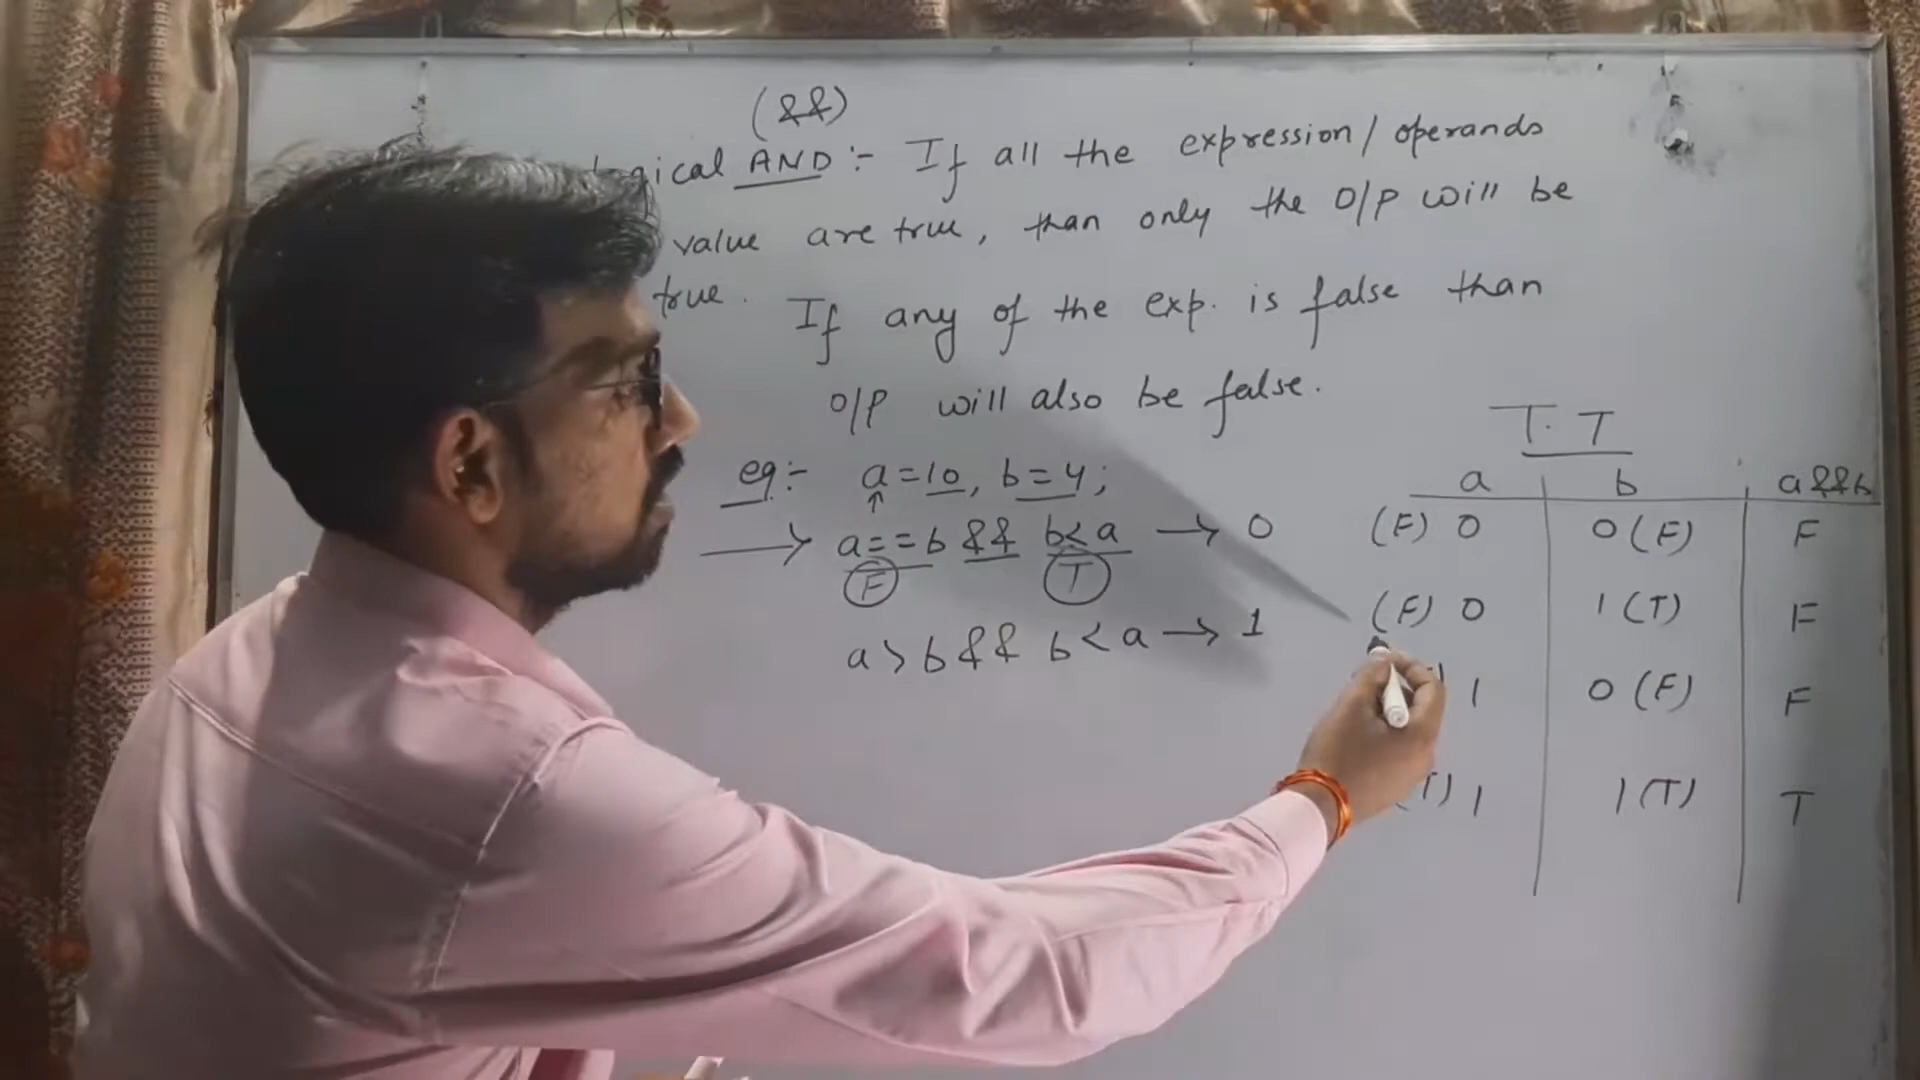 (&&)
logical AND :- If all the expression / operands
value are true, than only the O/P will be
true. If any of the exp. is false than
O/P will also be false.
T.T
eg:- a=10, b=4;
a b a&&b
a==b && b<a → 0
(F) 0 0 (F) F
F T
(F) 0 1 (T) F
a>b && b<a → 1
1 0 (F) F
(T) 1 1 (T) T